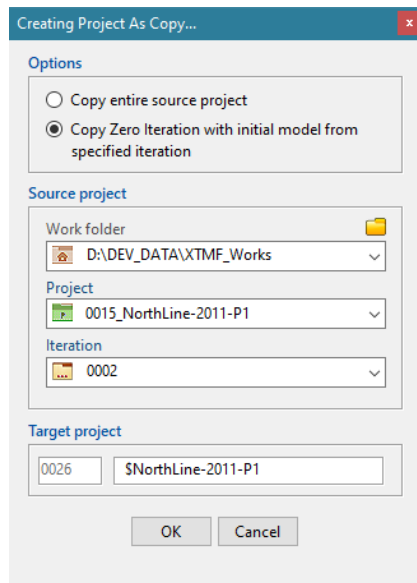 Creating Project As Copy...
x
Options
Copy entire source project
Copy Zero Iteration with initial model from
specified iteration
Source project
Work folder
D:\DEV_DATA\XTMF_Works
Project
P
0015_NorthLine-2011-P1
Iteration
...
0002
Target project
0026
$NorthLine-2011-P1
OK
Cancel